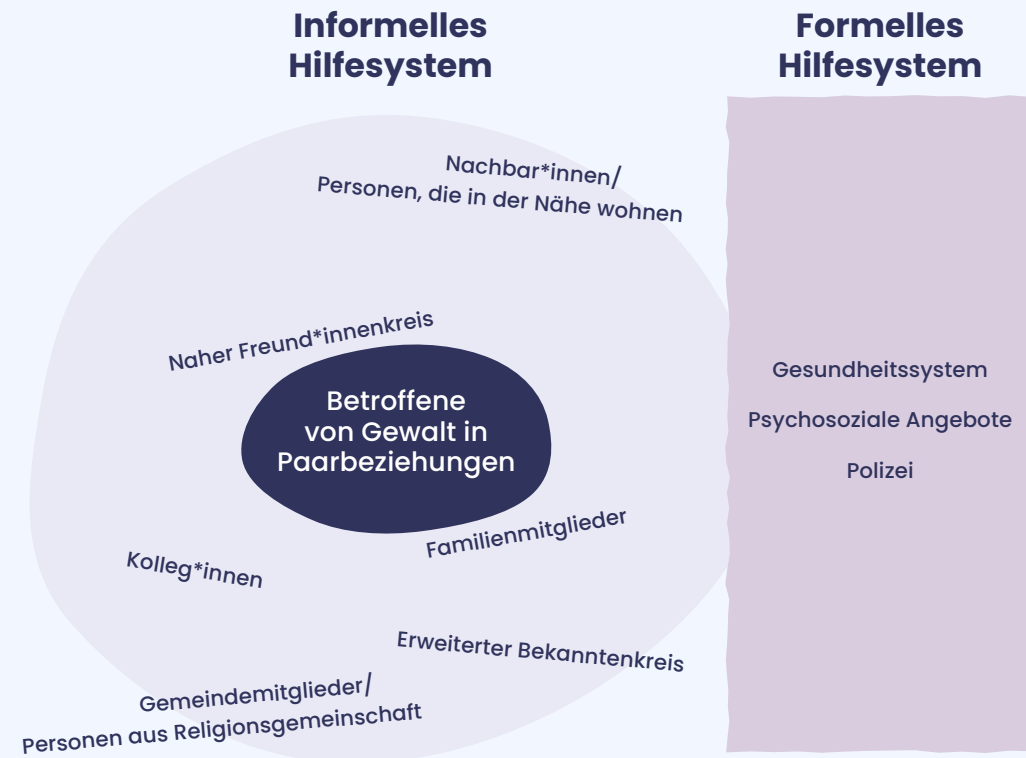 Informelles
Hilfesystem
Formelles
Hilfesystem
Nachbar*innen/
Personen, die in der Nähe wohnen
Naher Freund*innenkreis
Betroffene
von Gewalt in
Paarbeziehungen
Familienmitglieder
Kolleg*innen
Erweiterter Bekanntenkreis
Gemeindemitglieder/
Personen aus Religionsgemeinschaft
Gesundheitssystem
Psychosoziale Angebote
Polizei